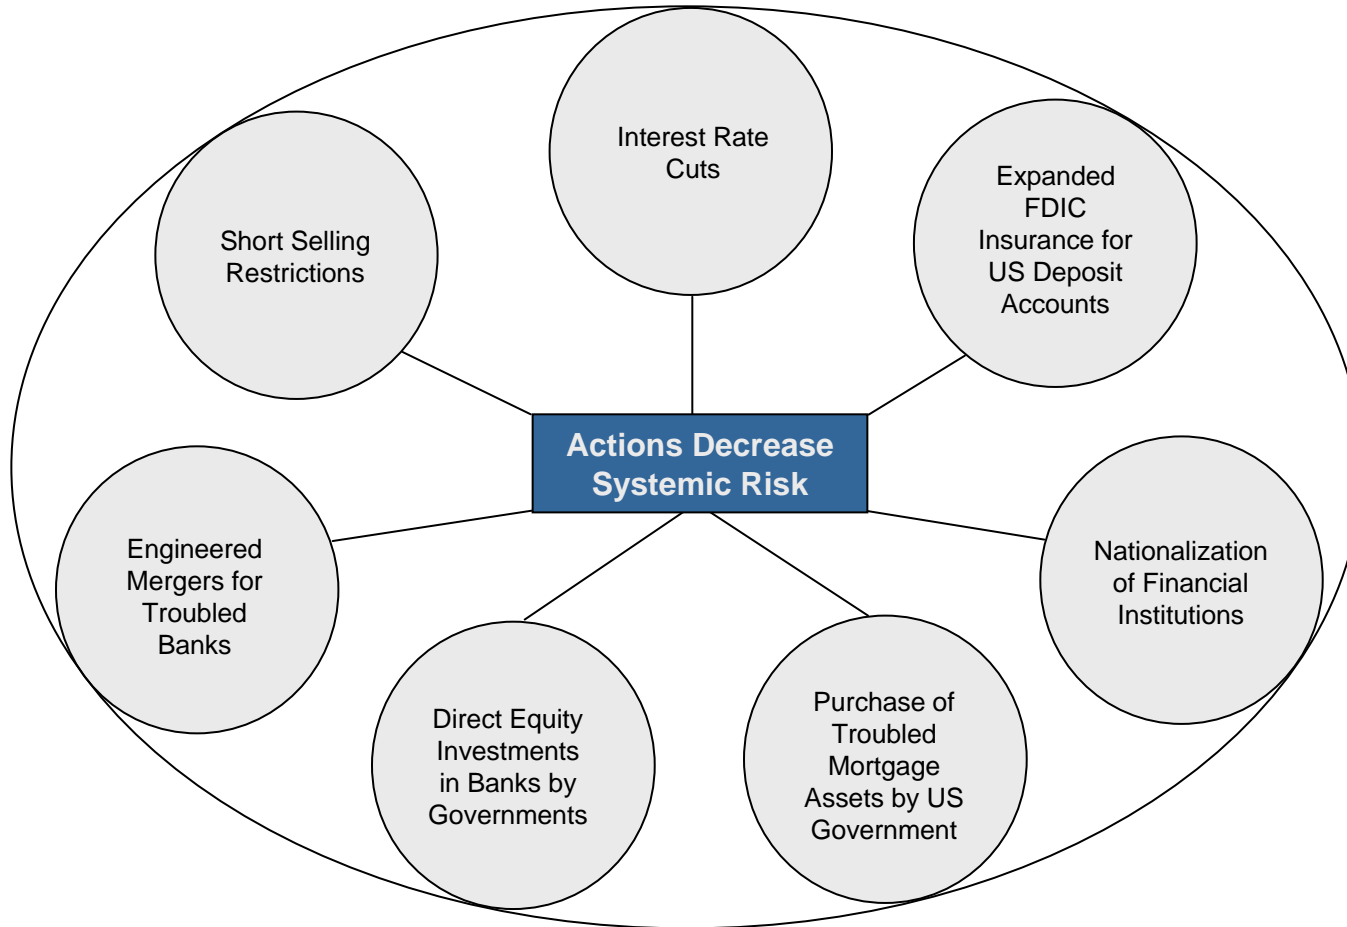 Interest Rate
Cuts
Expanded
FDIC
Insurance for
US Deposit
Accounts
Short Selling
Restrictions
Actions Decrease
Systemic Risk
Engineered
Mergers for
Troubled
Banks
Nationalization
of Financial
Institutions
Direct Equity
Investments
in Banks by
Governments
Purchase of
Troubled
Mortgage
Assets by US
Government